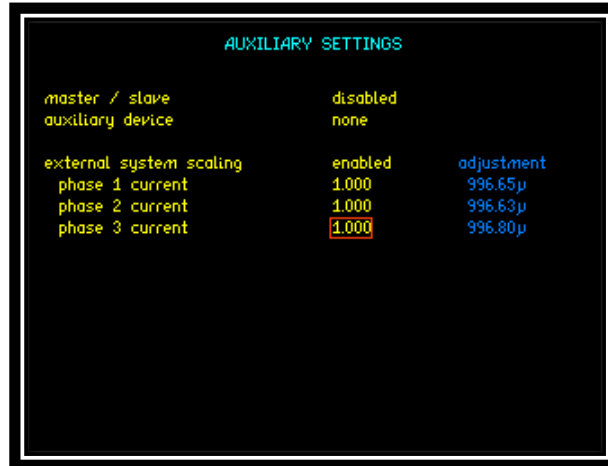 AUXILIARY SETTINGS
master / slave disabled
auxiliary device none
external system scaling enabled adjustment
phase 1 current 1.000 996.65µ
phase 2 current 1.000 996.63µ
phase 3 current 1.000 996.80µ